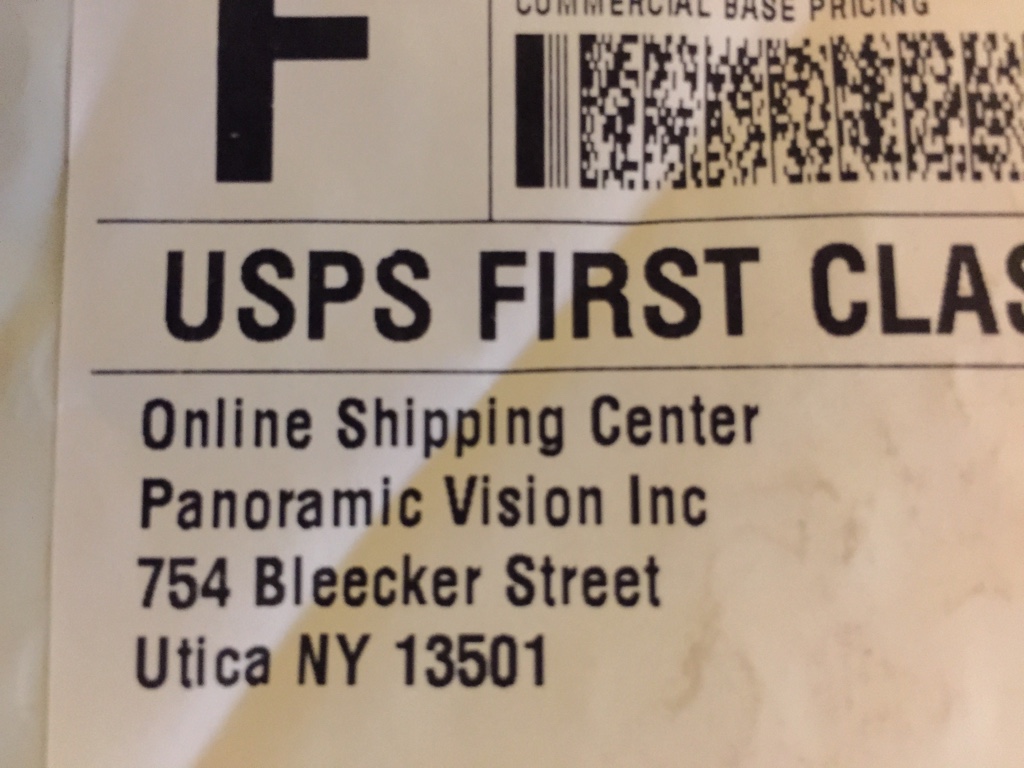 F
COMMERCIAL BASE PRICING
USPS FIRST CLAS
Online Shipping Center
Panoramic Vision Inc
754 Bleecker Street
Utica NY 13501